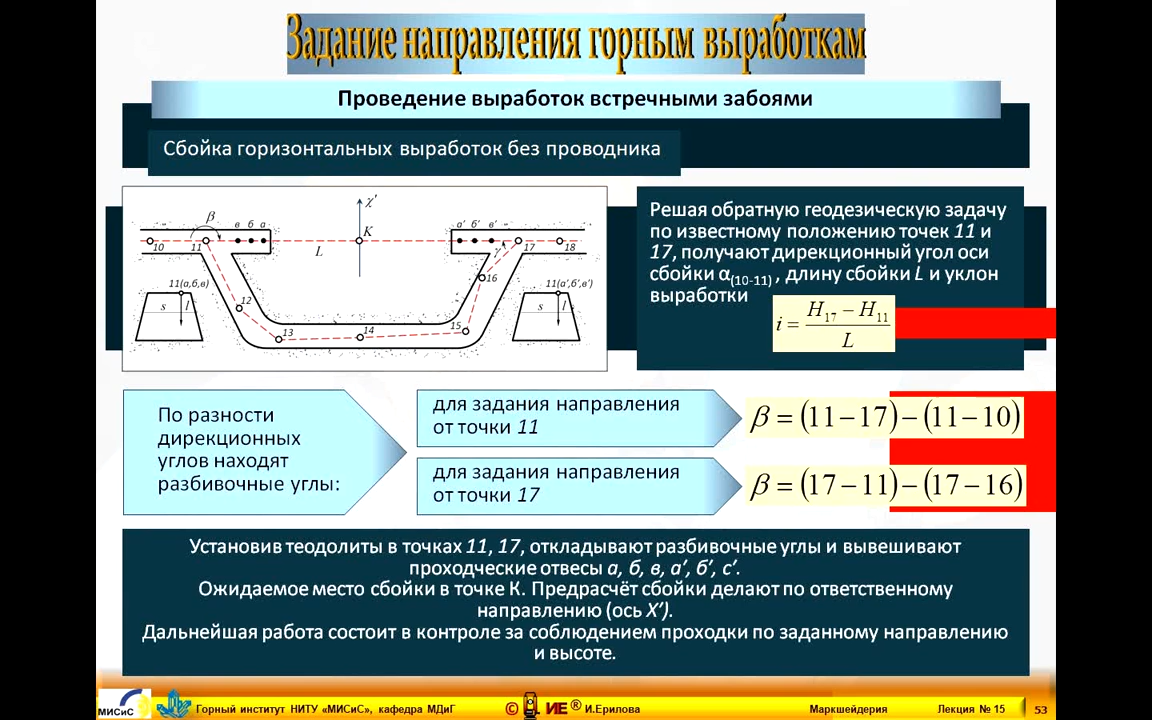 Задание направления горным выработкам
Проведение выработок встречными забоями
Сбойка горизонтальных выработок без проводника
β
в б а
χ'
K
L
а' б' в'
γ
10
11
17
18
16
12
13
14
15
11(а,б,в)
s
l
11(а',б',в')
s
l
Решая обратную геодезическую задачу
по известному положению точек 11 и
17, получают дирекционный угол оси
сбойки α(10-11) , длину сбойки L и уклон
выработки
i = (H17 − H11) / L
По разности
дирекционных
углов находят
разбивочные углы:
для задания направления
от точки 11
β = (11−17)−(11−10)
для задания направления
от точки 17
β = (17−11)−(17−16)
Установив теодолиты в точках 11, 17, откладывают разбивочные углы и вывешивают
проходческие отвесы а, б, в, а’, б’, с’.
Ожидаемое место сбойки в точке К. Предрасчёт сбойки делают по ответственному
направлению (ось X’).
Дальнейшая работа состоит в контроле за соблюдением проходки по заданному направлению
и высоте.
МИСиС
Горный институт НИТУ «МИСиС», кафедра МДиГ
© ИЕ® И.Ерилова
Маркшейдерия
Лекция № 15
53